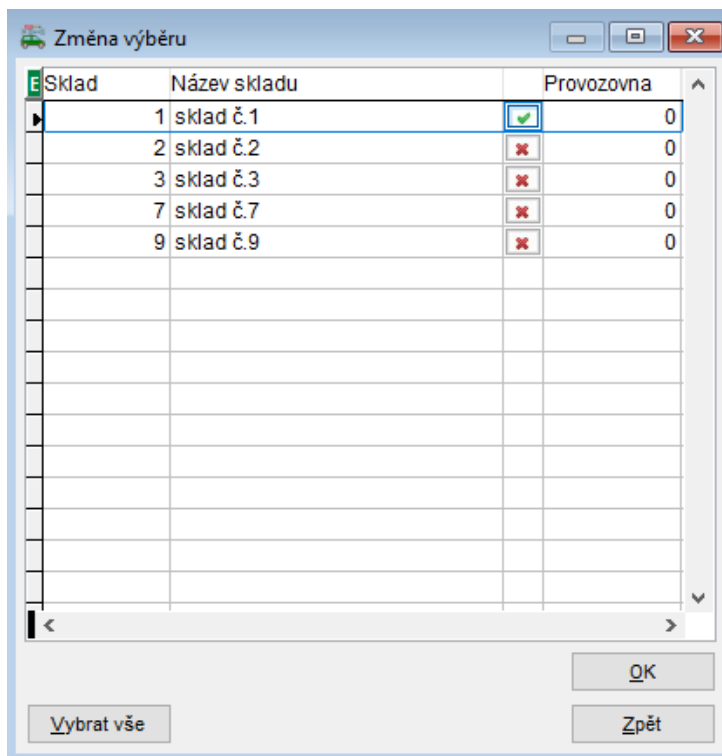 Změna výběru
E Sklad Název skladu Provozovna
1 sklad č.1 0
2 sklad č.2 0
3 sklad č.3 0
7 sklad č.7 0
9 sklad č.9 0
OK
Vybrat vše Zpět